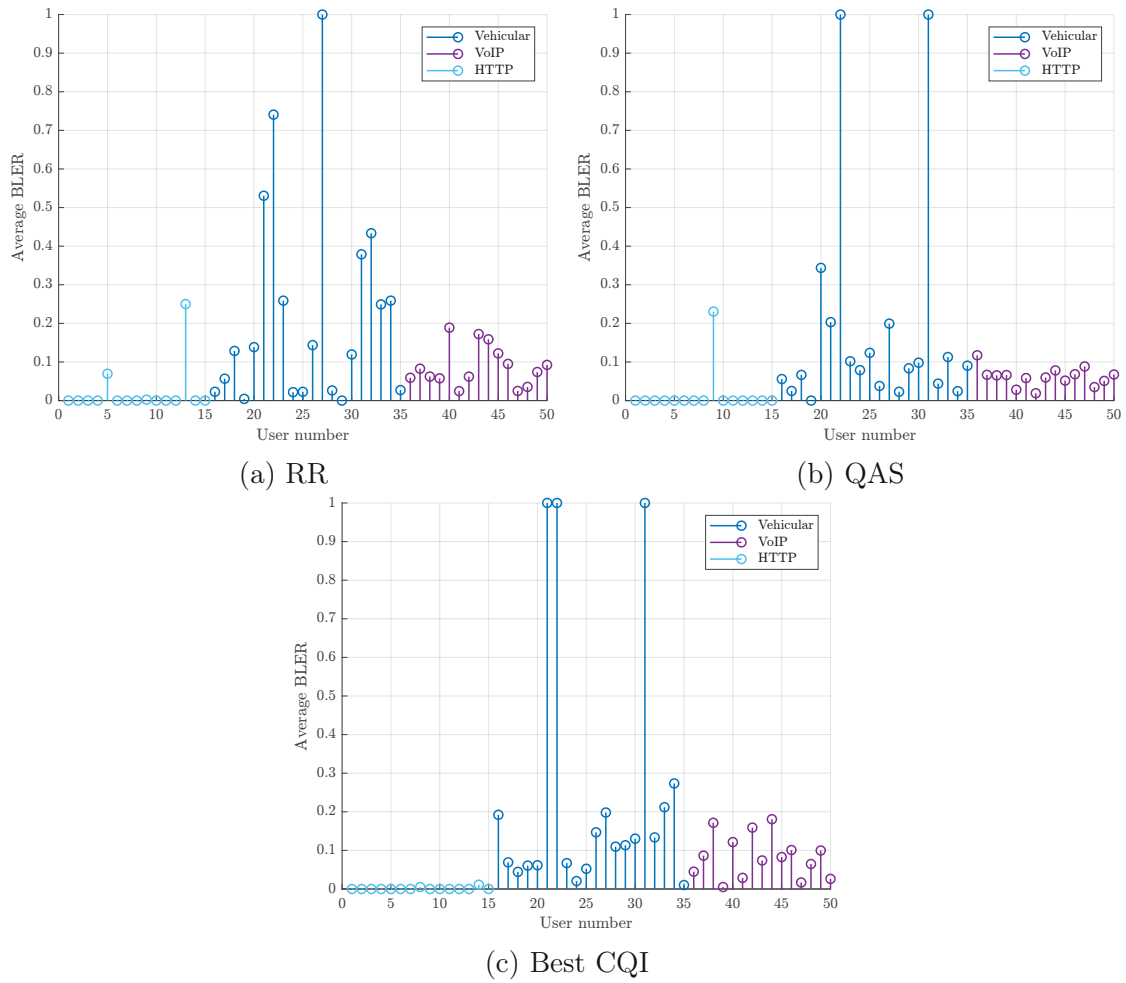 1
0.9
0.8
0.7
0.6
0.5
0.4
0.3
0.2
0.1
0
Average BLER
0 5 10 15 20 25 30 35 40 45 50
User number
Vehicular
VoIP
HTTP
(a) RR
1
0.9
0.8
0.7
0.6
0.5
0.4
0.3
0.2
0.1
0
Average BLER
0 5 10 15 20 25 30 35 40 45 50
User number
Vehicular
VoIP
HTTP
(b) QAS
1
0.9
0.8
0.7
0.6
0.5
0.4
0.3
0.2
0.1
0
Average BLER
0 5 10 15 20 25 30 35 40 45 50
User number
Vehicular
VoIP
HTTP
(c) Best CQI